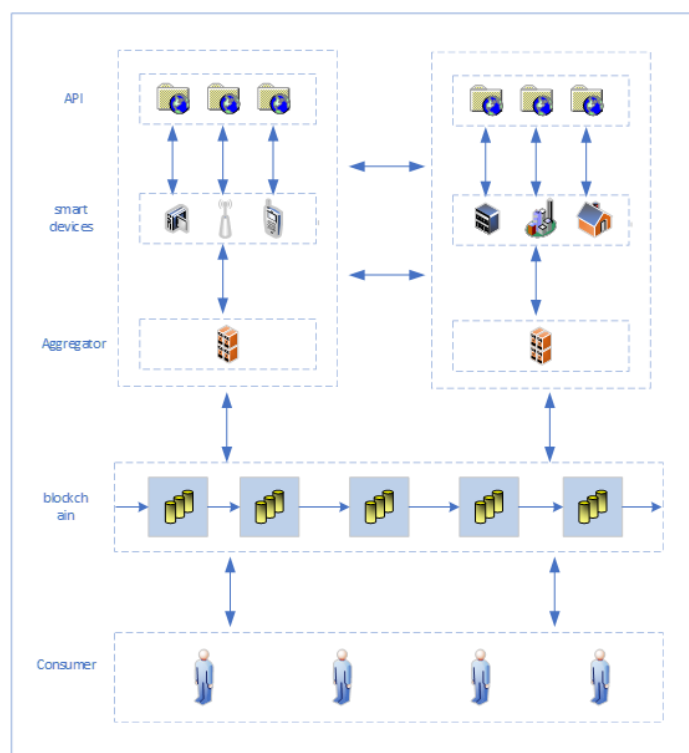 API
smart
devices
Aggregator
blockch
ain
Consumer